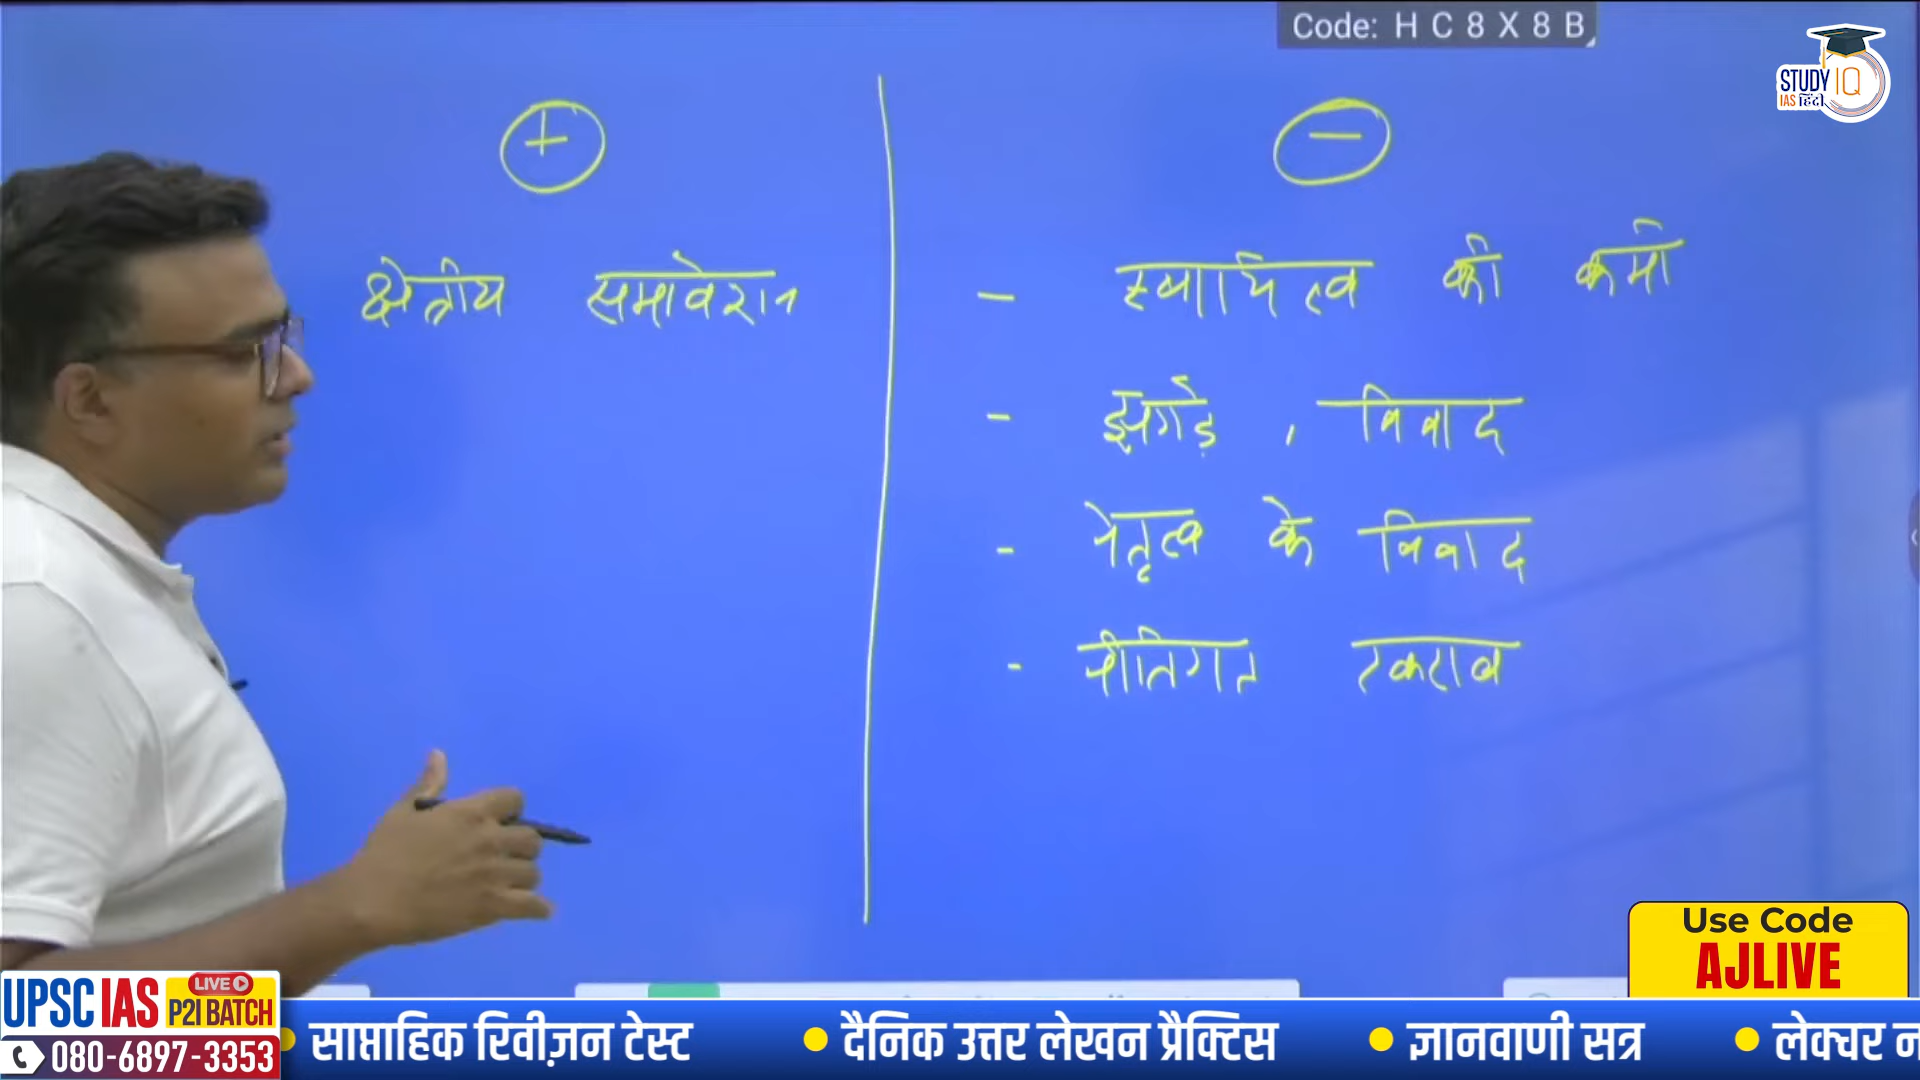 Code: H C 8 X 8 B
STUDY IQ
IAS हिंदी
+
क्षेत्रीय समावेशन
−
- स्थायित्व की कमी
- झगड़े , विवाद
- नेतृत्व के विवाद
- नीतिगत टकराव
Use Code
AJLIVE
UPSC IAS LIVE P2I BATCH
080-6897-3353
साप्ताहिक रिवीज़न टेस्ट
दैनिक उत्तर लेखन प्रैक्टिस
ज्ञानवाणी सत्र
लेक्चर न